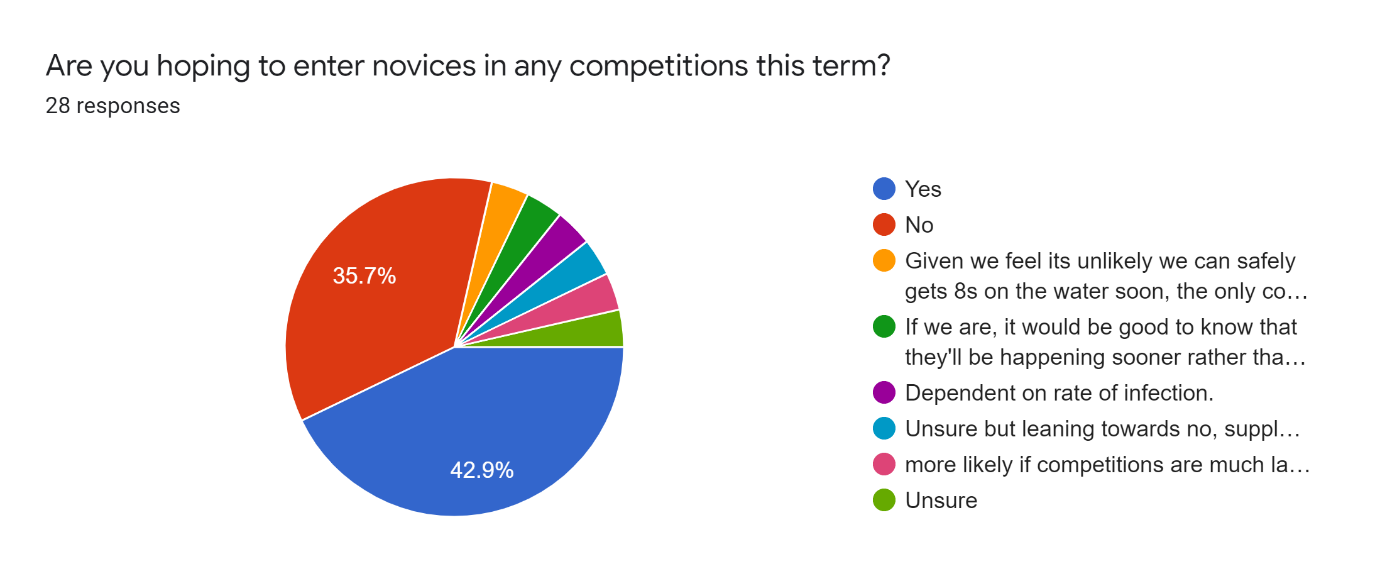 Are you hoping to enter novices in any competitions this term?
28 responses
35.7%
42.9%
Yes
No
Given we feel its unlikely we can safely
gets 8s on the water soon, the only co…
If we are, it would be good to know that
they'll be happening sooner rather tha…
Dependent on rate of infection.
Unsure but leaning towards no, suppl…
more likely if competitions are much la…
Unsure